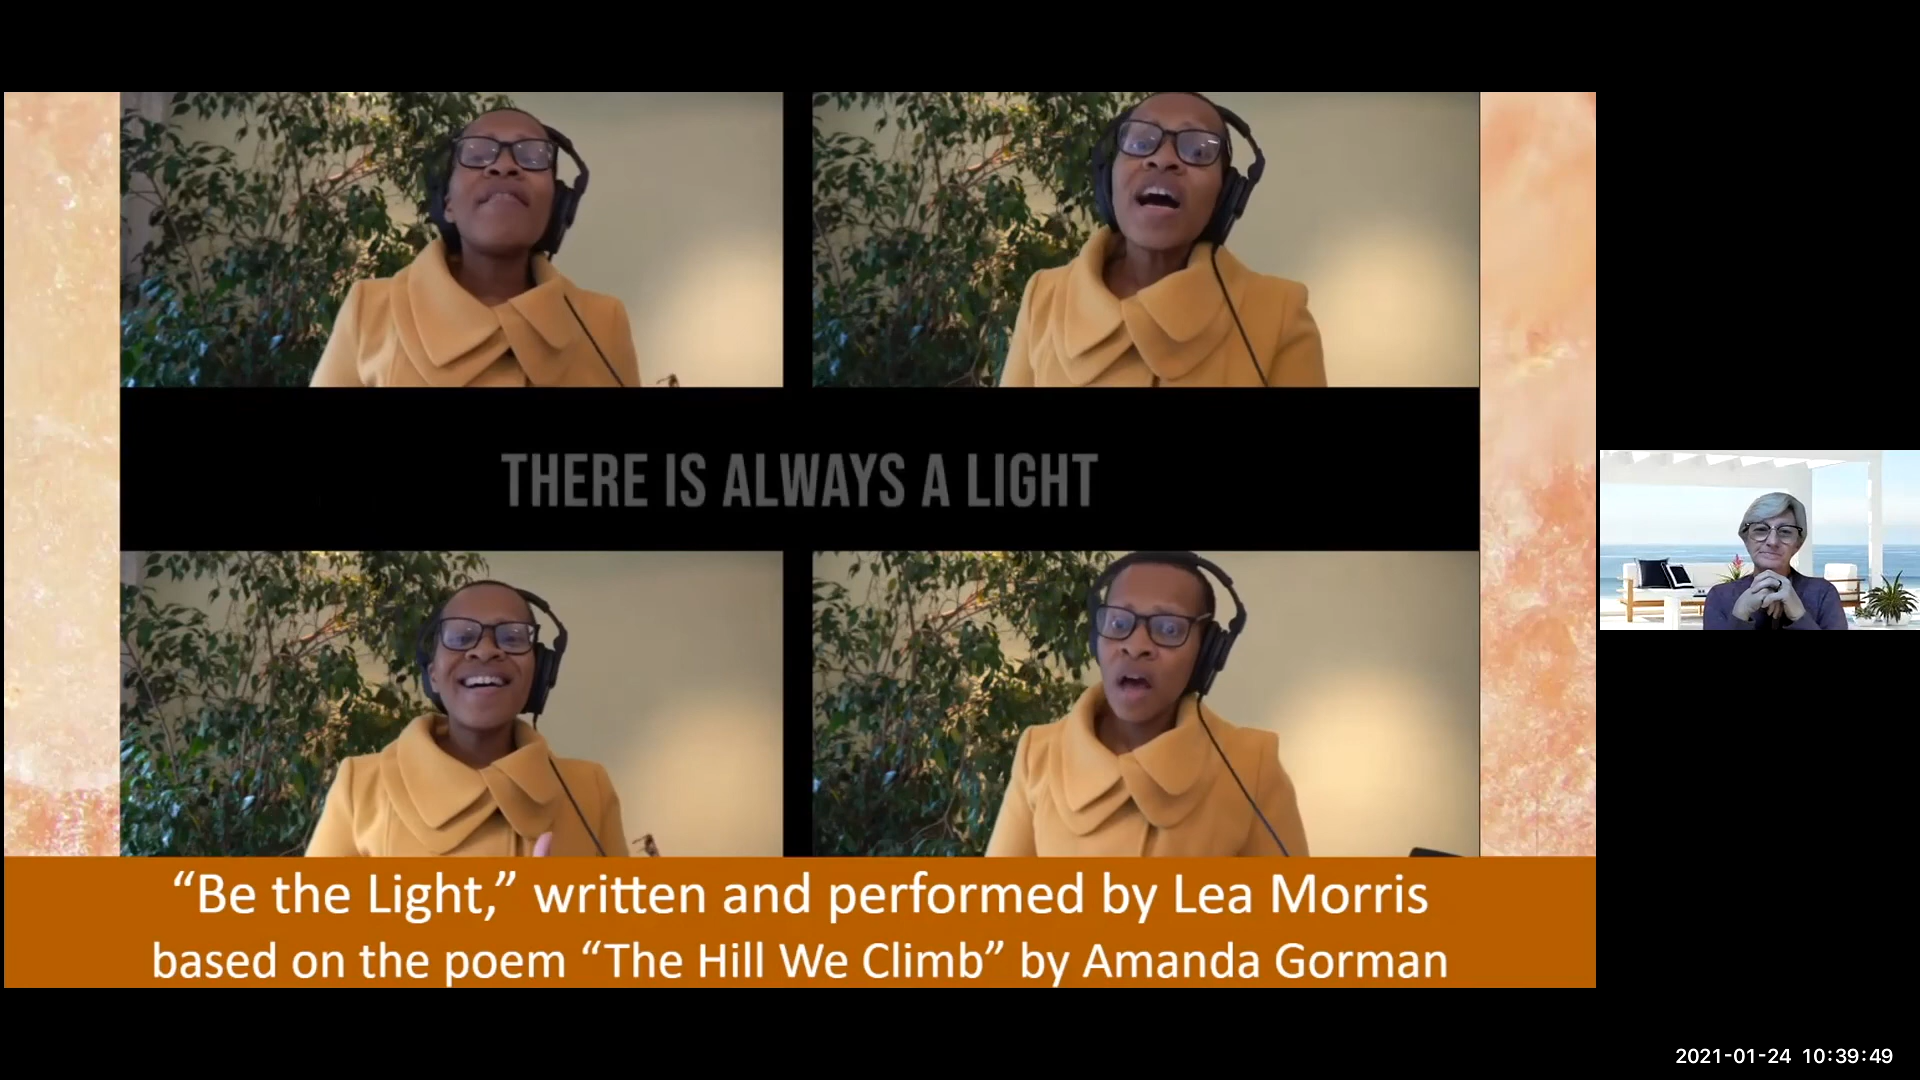 THERE IS ALWAYS A LIGHT
“Be the Light,” written and performed by Lea Morris
based on the poem “The Hill We Climb” by Amanda Gorman
2021-01-24 10:39:49